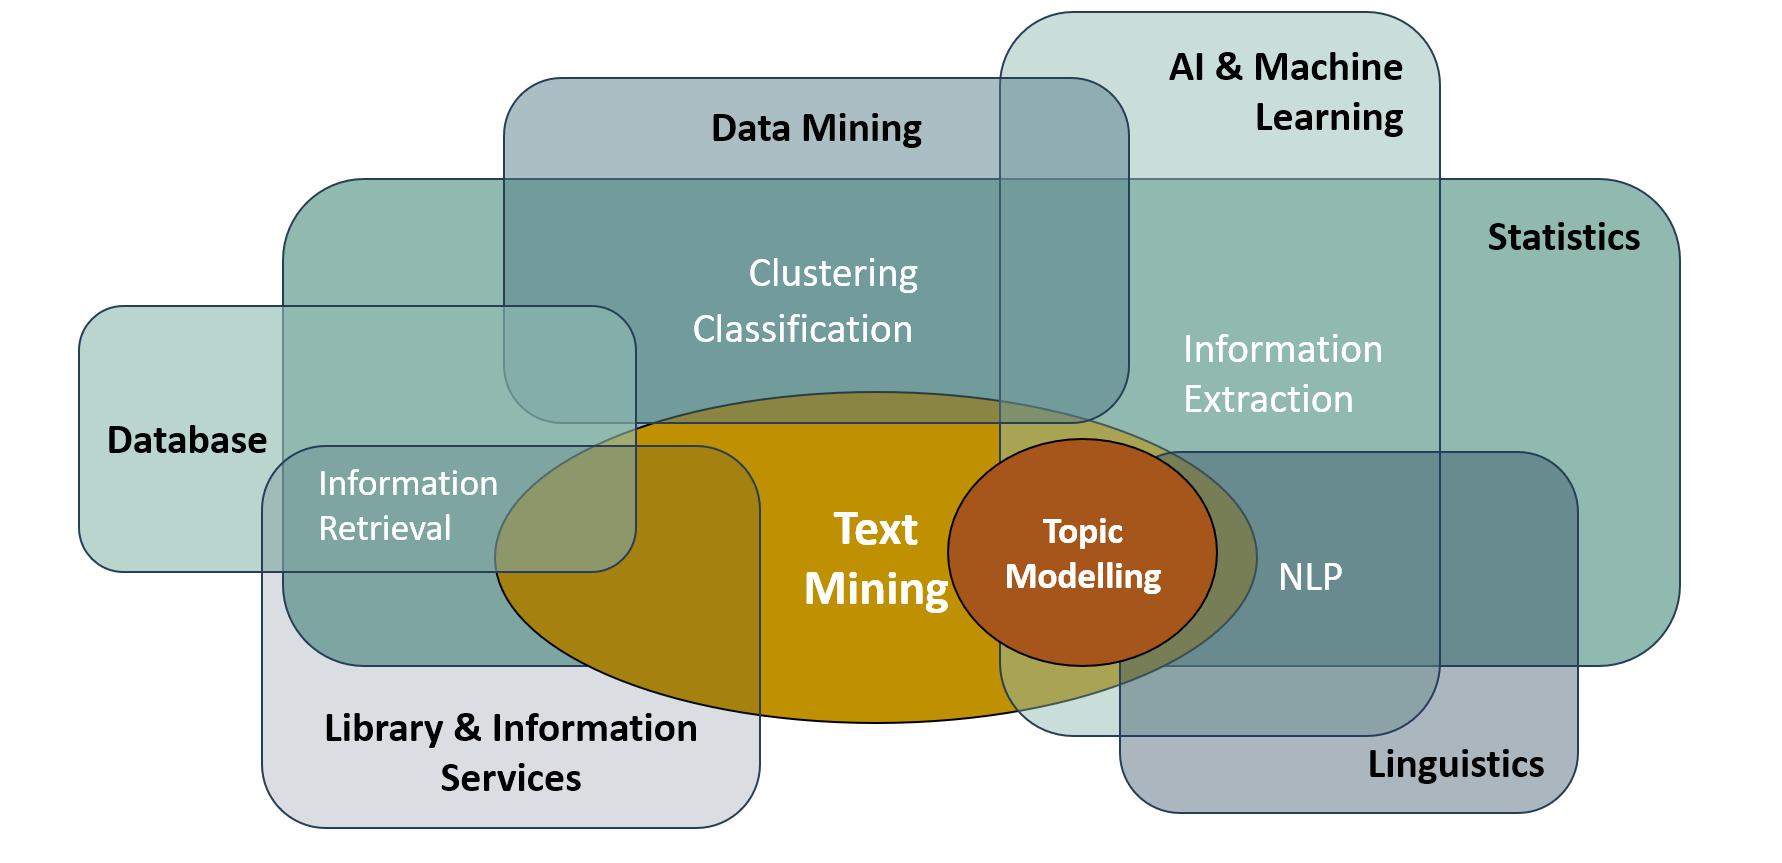 AI & Machine
Learning
Data Mining
Statistics
Clustering
Classification
Information
Extraction
Database
Information
Retrieval
Text
Mining
Topic
Modelling
NLP
Library & Information
Services
Linguistics